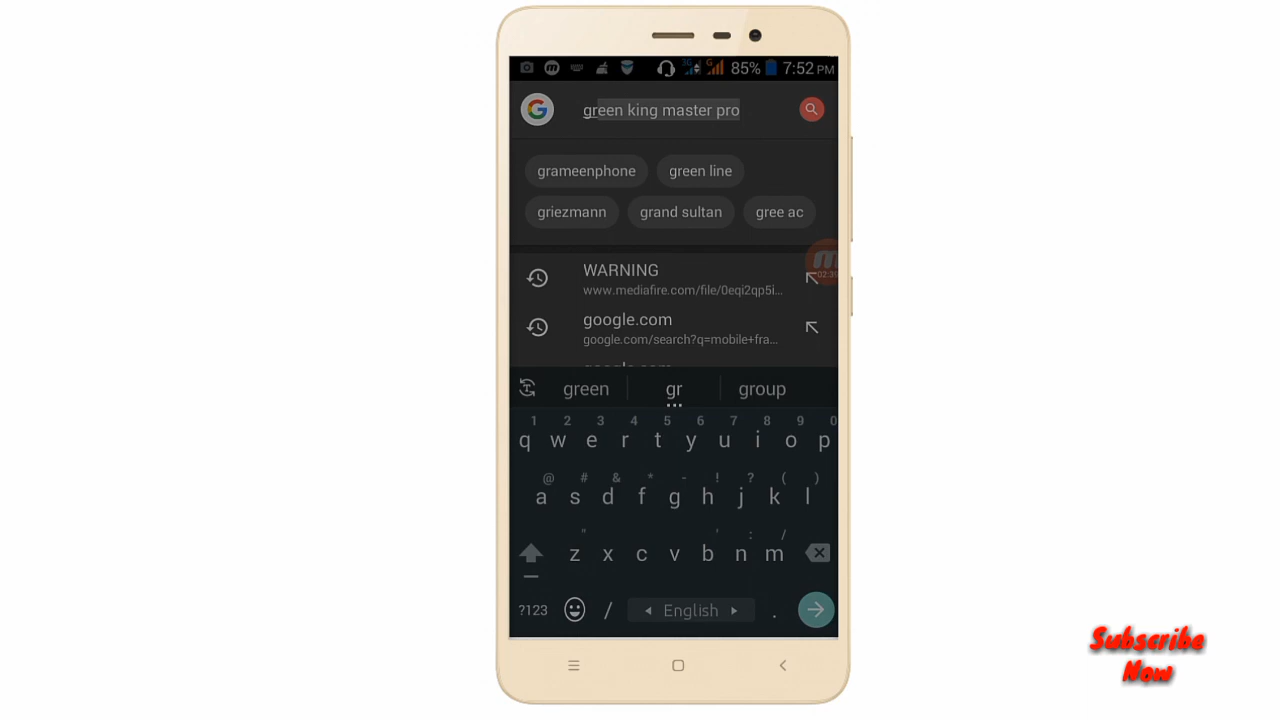 85% 7:52 PM
green king master pro
grameenphone green line
griezmann grand sultan gree ac
WARNING
www.mediafire.com/file/0eqi2qp5i...
02:39
google.com
google.com/search?q=mobile+fra...
green gr group
1 2 3 4 5 6 7 8 9 0
q w e r t y u i o p
@ # & * - ! ? ( )
a s d f g h j k l
" ' : /
z x c v b n m
?123 / English .
Subscribe
Now